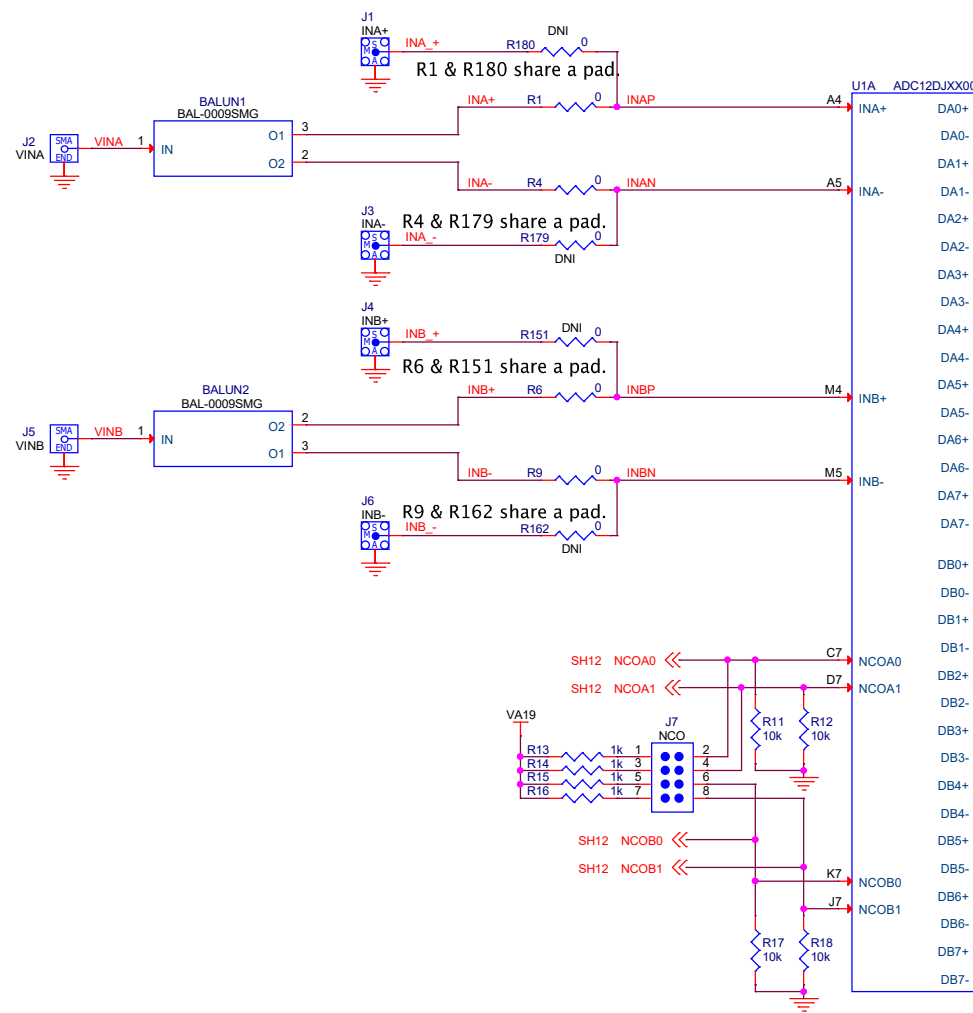 J1
INA+
S
M
A
INA_+
R180
DNI
0
R1 & R180 share a pad.
U1A ADC12DJXX00
BALUN1
BAL-0009SMG
J2
VINA
SMA
END
VINA
1
IN
O1
3
O2
2
INA+
R1
0
INAP
A4
INA+
INA-
R4
0
INAN
A5
INA-
J3
INA-
S
M
A
R4 & R179 share a pad.
INA_-
R179
0
DNI
J4
INB+
S
M
A
INB_+
R151
DNI
0
R6 & R151 share a pad.
BALUN2
BAL-0009SMG
J5
VINB
SMA
END
VINB
1
IN
O2
2
O1
3
INB+
R6
0
INBP
M4
INB+
INB-
R9
0
INBN
M5
INB-
J6
INB-
S
M
A
R9 & R162 share a pad.
INB_-
R162
0
DNI
DA0+
DA0-
DA1+
DA1-
DA2+
DA2-
DA3+
DA3-
DA4+
DA4-
DA5+
DA5-
DA6+
DA6-
DA7+
DA7-
DB0+
DB0-
DB1+
DB1-
DB2+
DB2-
DB3+
DB3-
DB4+
DB4-
DB5+
DB5-
DB6+
DB6-
DB7+
DB7-
SH12 NCOA0
C7
NCOA0
SH12 NCOA1
D7
NCOA1
R11
10k
R12
10k
VA19
J7
NCO
R13 1k 1 2
R14 1k 3 4
R15 1k 5 6
R16 1k 7 8
SH12 NCOB0
SH12 NCOB1
K7
NCOB0
J7
NCOB1
R17
10k
R18
10k